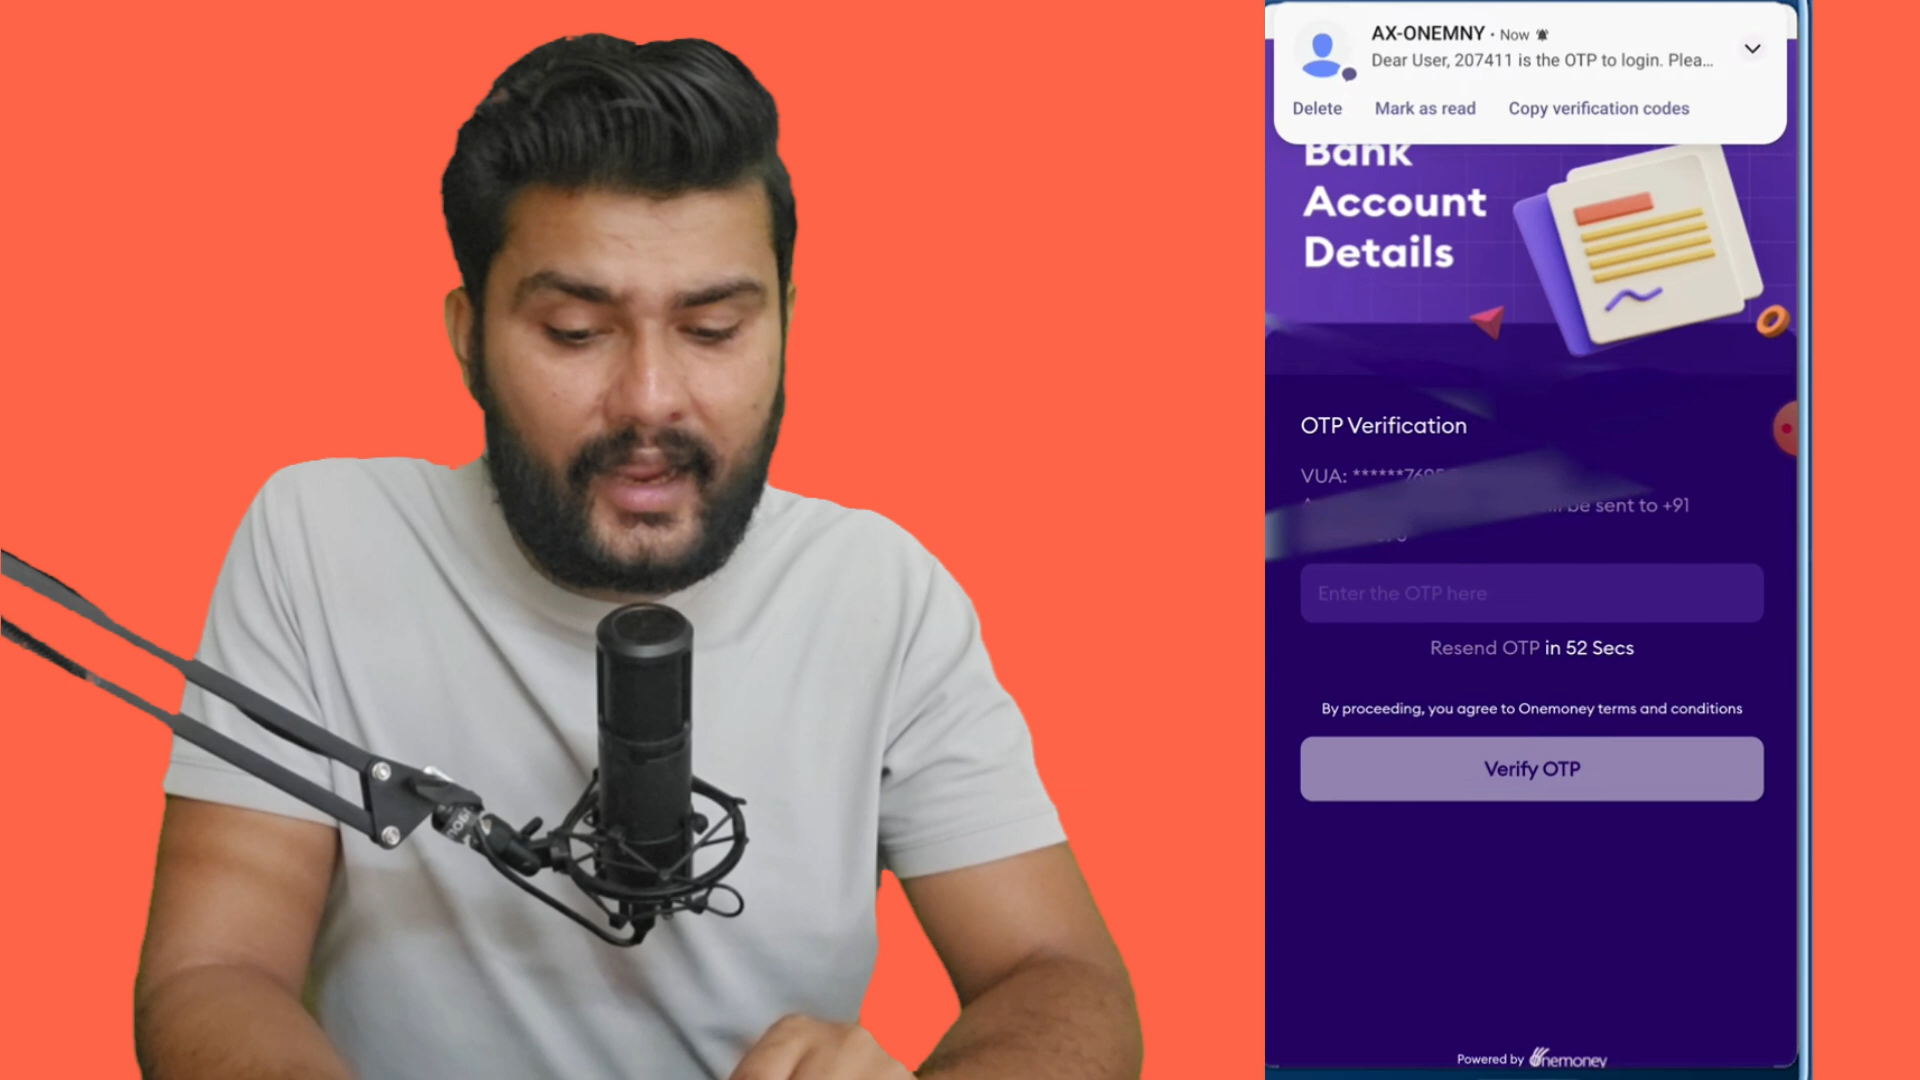 AX-ONEMNY • Now
Dear User, 207411 is the OTP to login. Plea...
Delete Mark as read Copy verification codes
Bank
Account
Details
OTP Verification
VUA: ******769
be sent to +91
Enter the OTP here
Resend OTP in 52 Secs
By proceeding, you agree to Onemoney terms and conditions
Verify OTP
Powered by Onemoney